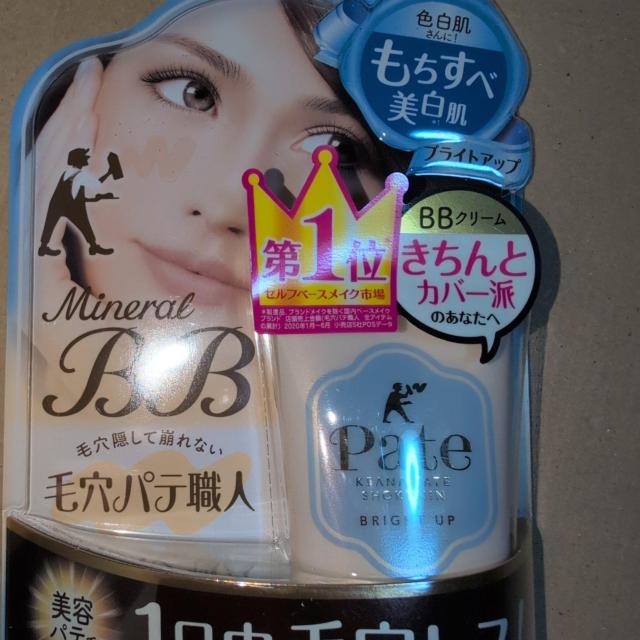 色白肌
さんに!
もちすべ
美白肌
ブライトアップ
BBクリーム
きちんと
カバー派
のあなたへ
第1位
セルフベースメイク市場
Mineral
BB
毛穴隠して崩れない
毛穴パテ職人
Pate
BRIGHT UP
美容
パティ